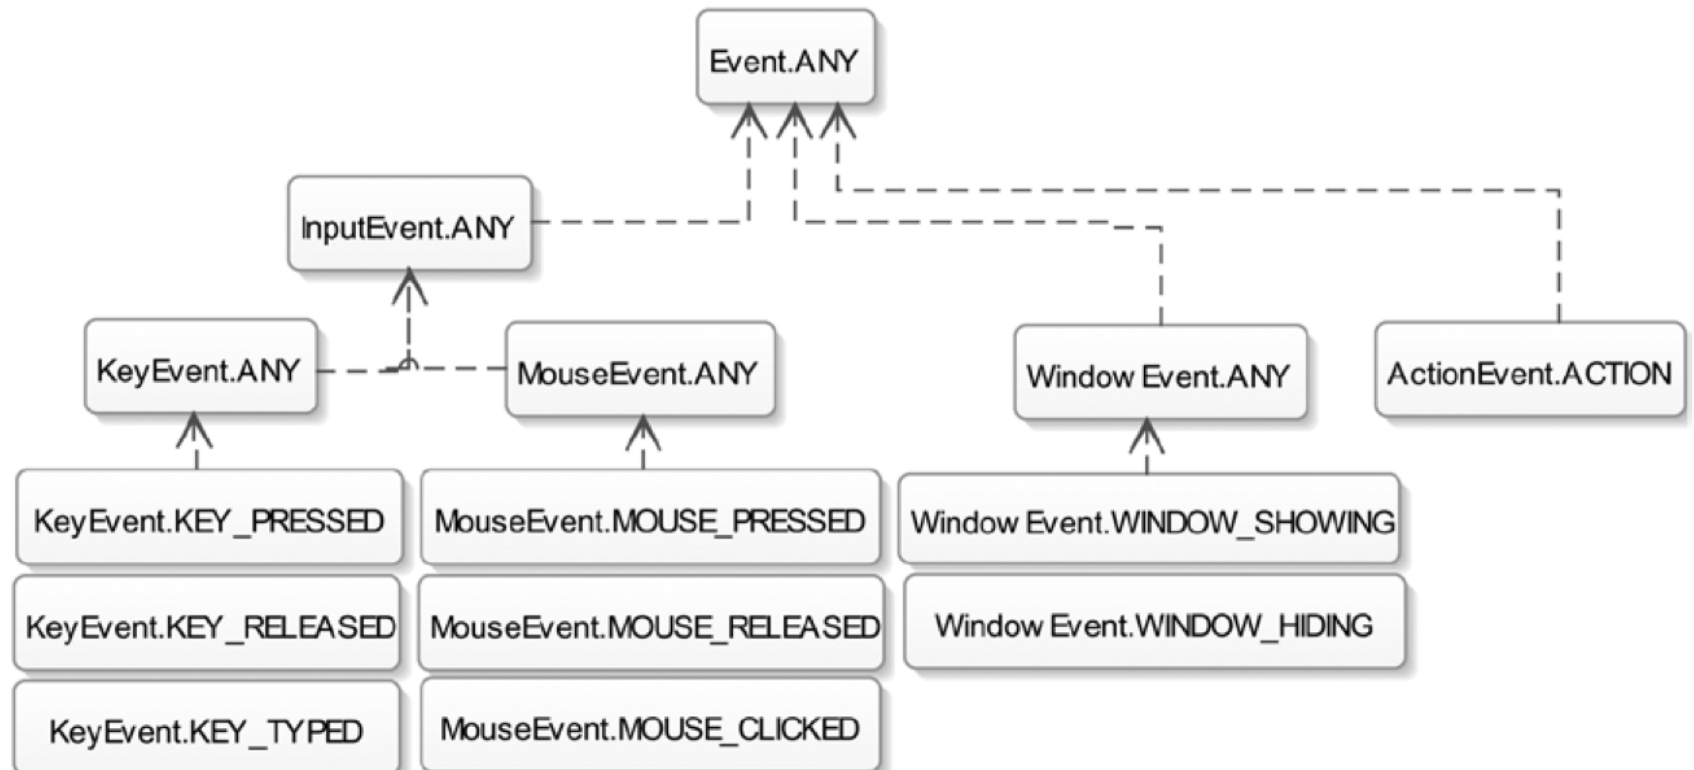 Event.ANY
InputEvent.ANY
KeyEvent.ANY
MouseEvent.ANY
Window Event.ANY
ActionEvent.ACTION
KeyEvent.KEY_PRESSED
MouseEvent.MOUSE_PRESSED
Window Event.WINDOW_SHOWING
KeyEvent.KEY_RELEASED
MouseEvent.MOUSE_RELEASED
Window Event.WINDOW_HIDING
KeyEvent.KEY_TYPED
MouseEvent.MOUSE_CLICKED